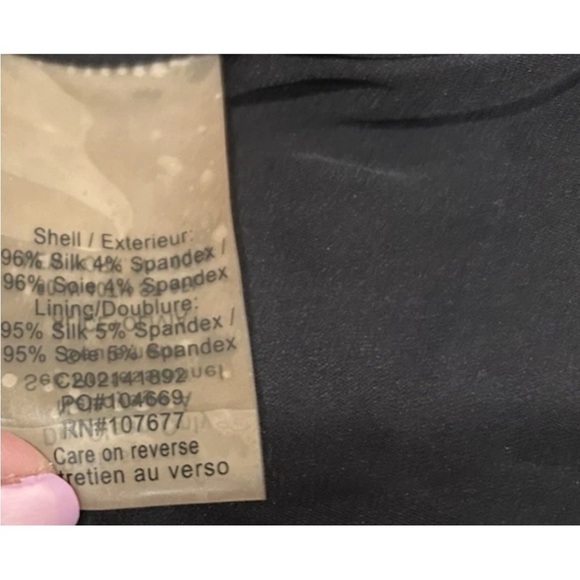 Shell / Exterieur:
96% Silk 4% Spandex /
96% Soie 4% Spandex
Lining/Doublure:
95% Silk 5% Spandex /
95% Soie 5% Spandex
C202141892
PO#104669
RN#107677
Care on reverse
tretien au verso